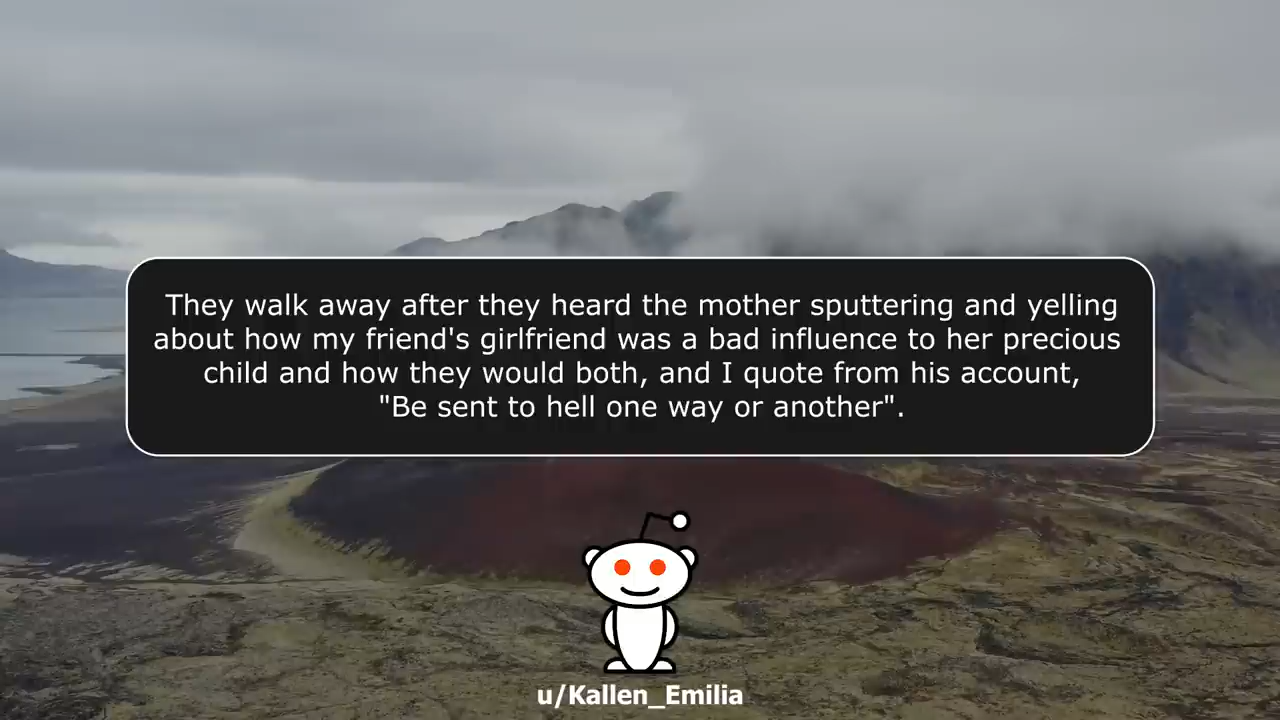 They walk away after they heard the mother sputtering and yelling
about how my friend's girlfriend was a bad influence to her precious
child and how they would both, and I quote from his account,
"Be sent to hell one way or another".
u/Kallen_Emilia